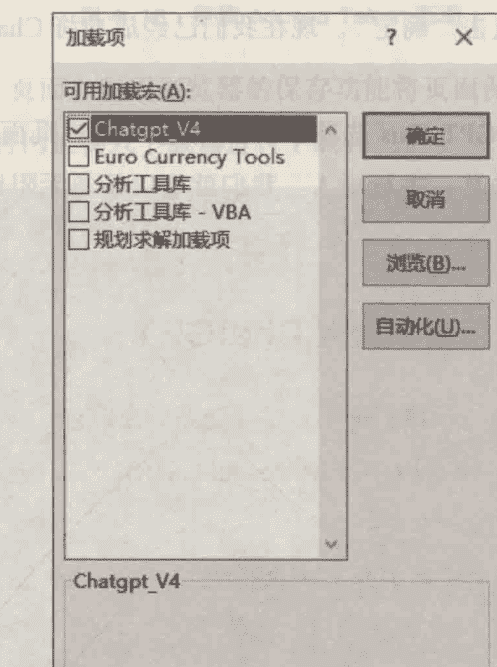 加载项 ? ×
可用加载宏(A):
Chatgpt_V4
Euro Currency Tools
分析工具库
分析工具库 - VBA
规划求解加载项
确定
取消
浏览(B)...
自动化(U)...
Chatgpt_V4